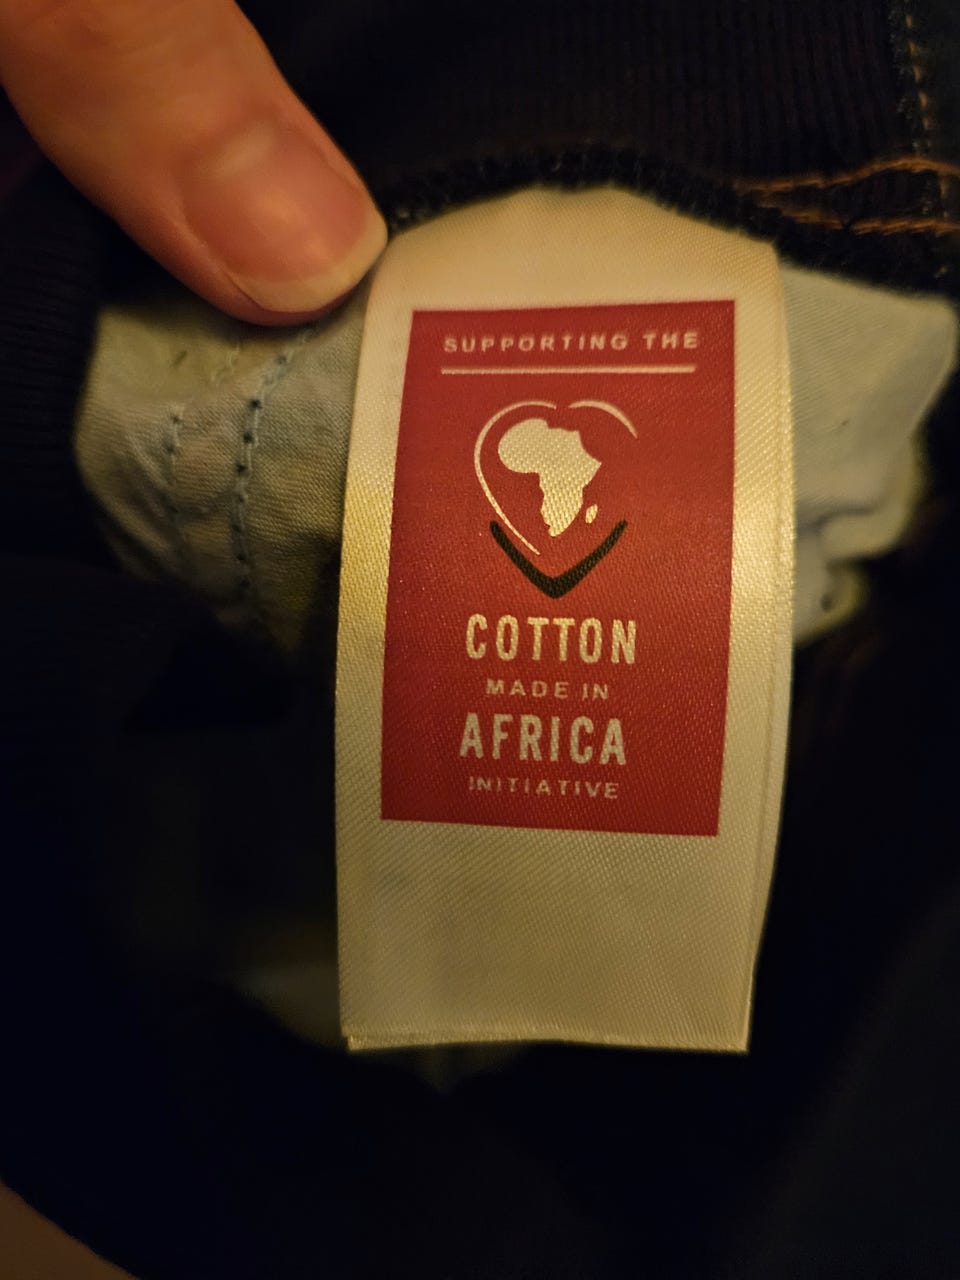 SUPPORTING THE
COTTON
MADE IN
AFRICA
INITIATIVE